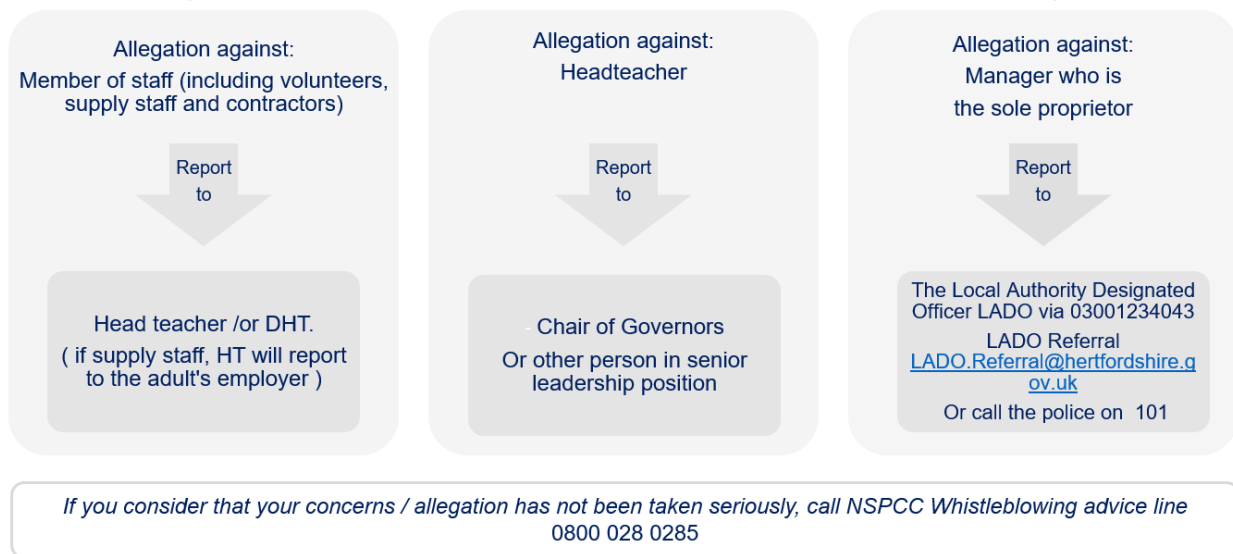 Allegation against:
Member of staff (including volunteers,
supply staff and contractors)
Report
to
Head teacher /or DHT.
( if supply staff, HT will report
to the adult's employer )
Allegation against:
Headteacher
Report
to
- Chair of Governors
Or other person in senior
leadership position
Allegation against:
Manager who is
the sole proprietor
Report
to
The Local Authority Designated
Officer LADO via 03001234043
LADO Referral
LADO.Referral@hertfordshire.g
ov.uk
Or call the police on  101
If you consider that your concerns / allegation has not been taken seriously, call NSPCC Whistleblowing advice line
0800 028 0285